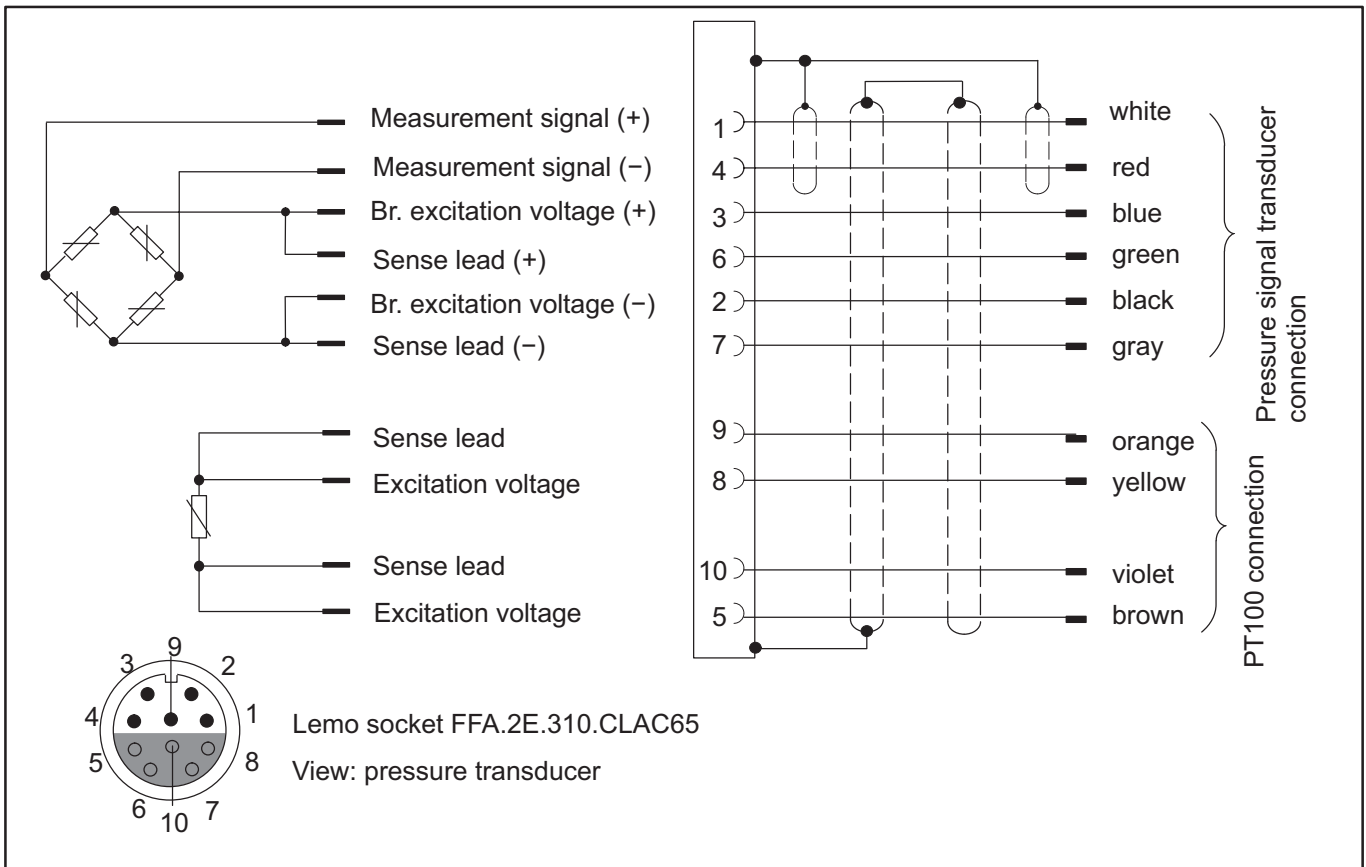 Measurement signal (+)
Measurement signal (−)
Br. excitation voltage (+)
Sense lead (+)
Br. excitation voltage (−)
Sense lead (−)
Sense lead
Excitation voltage
Sense lead
Excitation voltage
1
white
4
red
3
blue
6
green
2
black
7
gray
9
orange
8
yellow
10
violet
5
brown
Pressure signal transducer
connection
PT100 connection
9
3
2
4
1
5
8
6
7
10
Lemo socket FFA.2E.310.CLAC65
View: pressure transducer